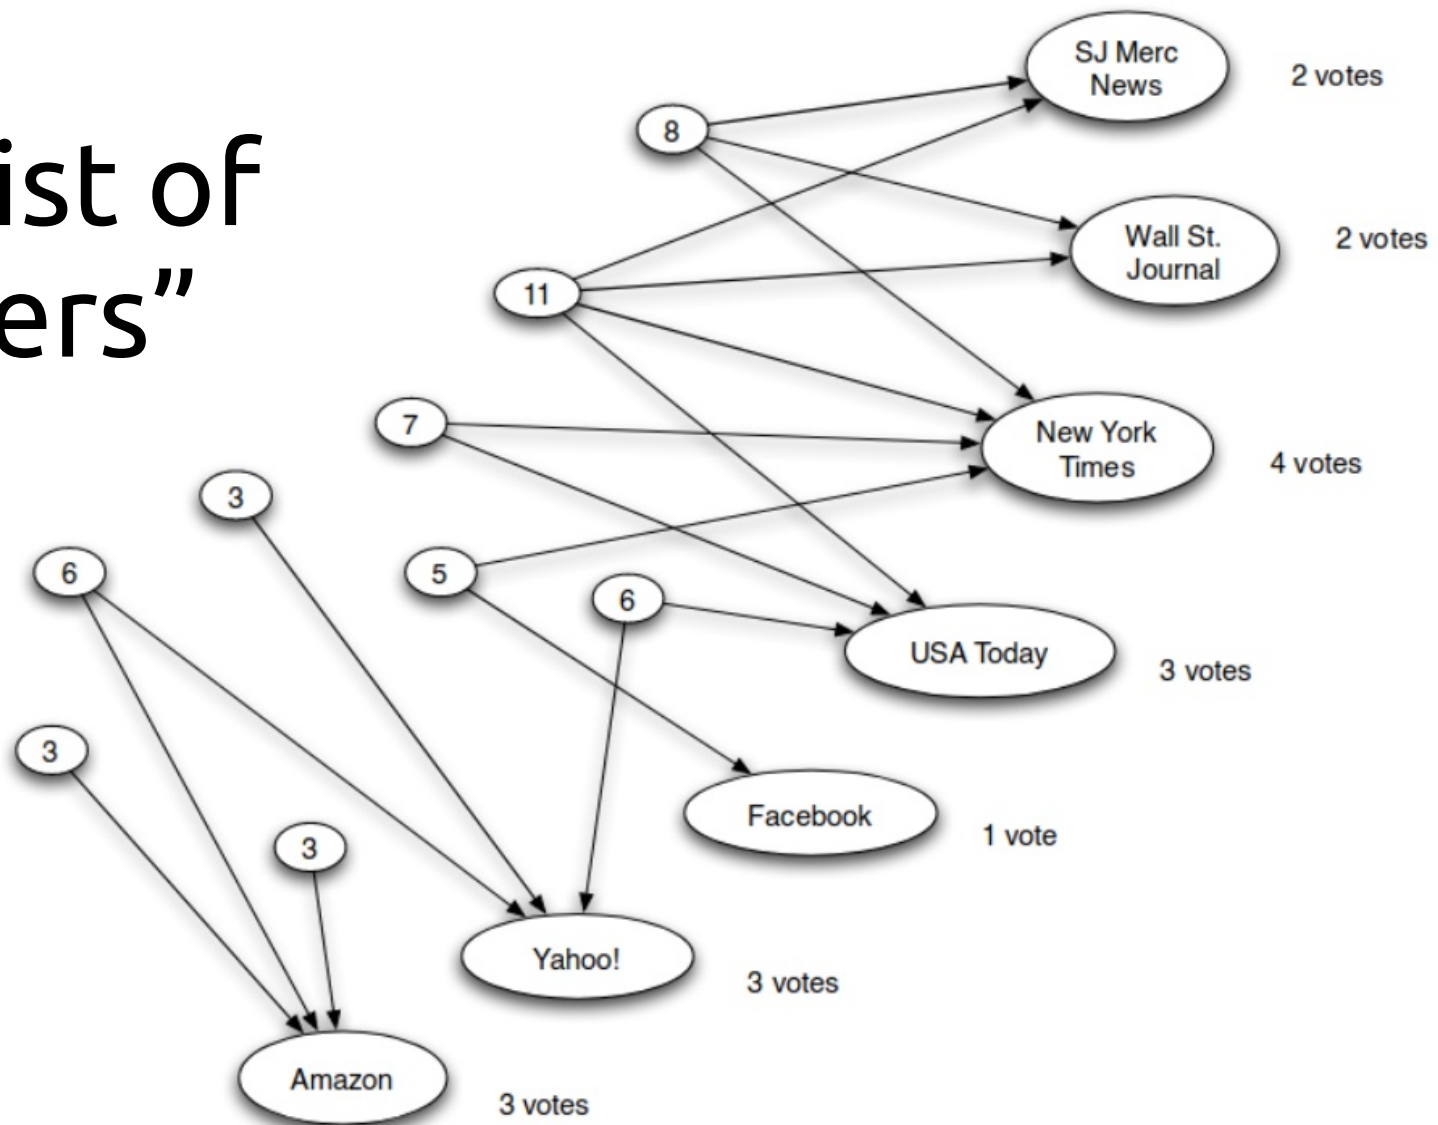 ist of
ers”
SJ Merc
News
2 votes
8
Wall St.
Journal
2 votes
11
7
New York
Times
4 votes
3
6
5
6
USA Today
3 votes
3
Facebook
1 vote
3
Yahoo!
3 votes
Amazon
3 votes